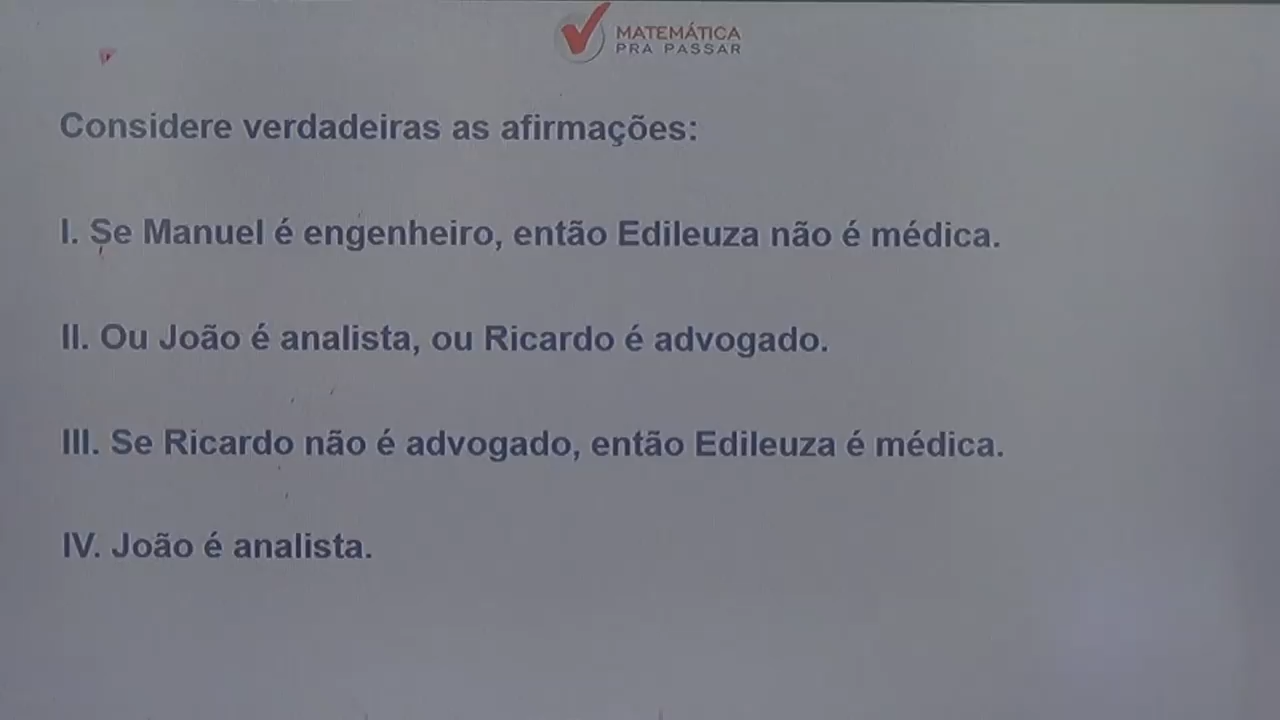 MATEMÁTICA
PRA PASSAR
Considere verdadeiras as afirmações:
I. Se Manuel é engenheiro, então Edileuza não é médica.
II. Ou João é analista, ou Ricardo é advogado.
III. Se Ricardo não é advogado, então Edileuza é médica.
IV. João é analista.